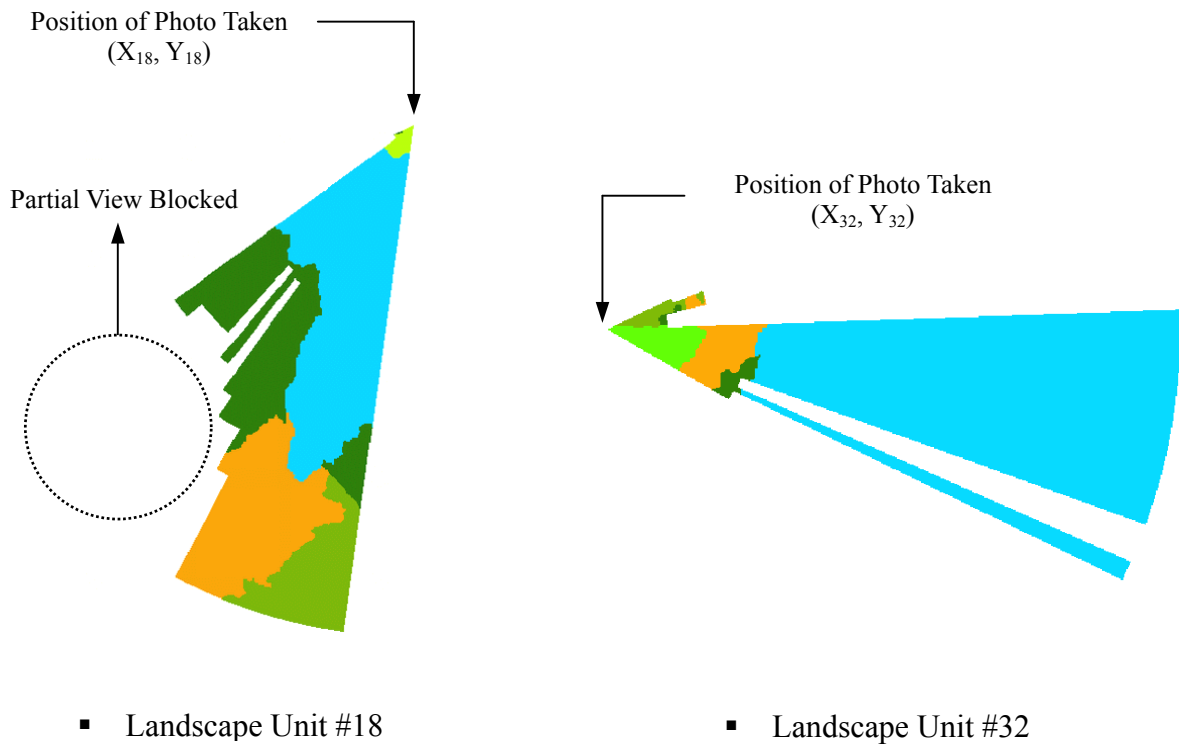 Position of Photo Taken
(X18, Y18)
Partial View Blocked
Position of Photo Taken
(X32, Y32)
▪ Landscape Unit #18
▪ Landscape Unit #32